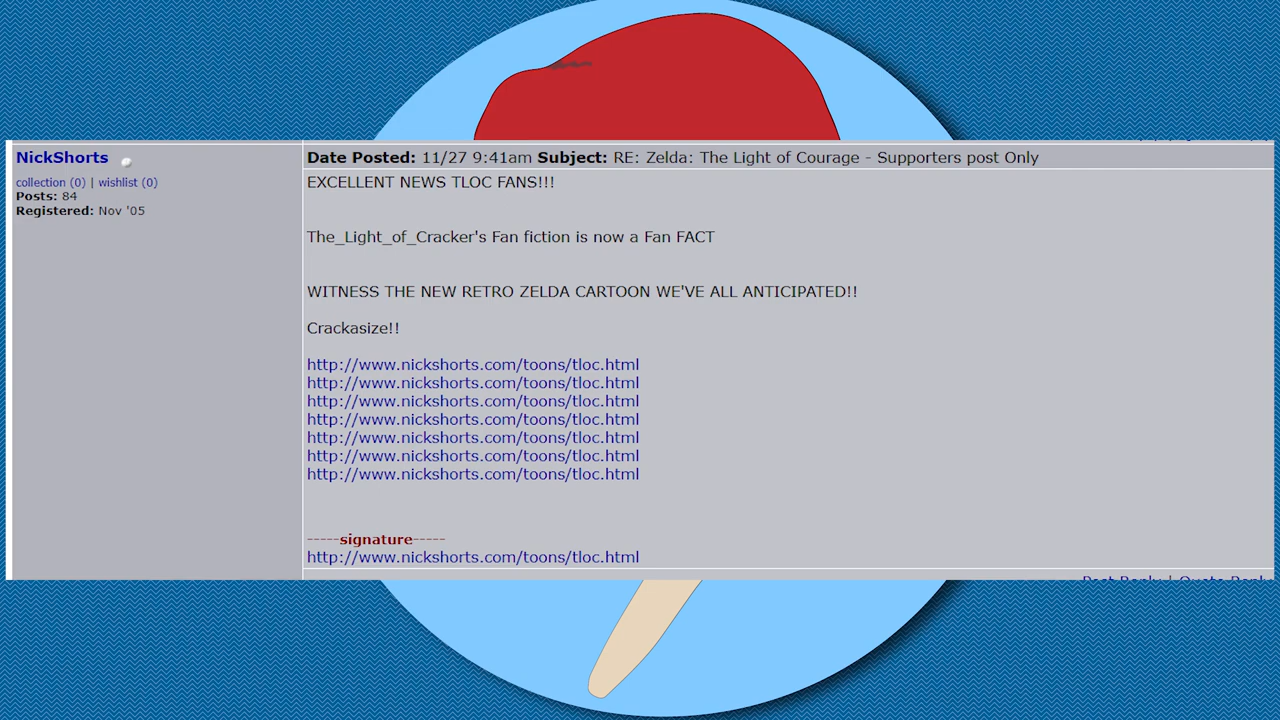 NickShorts
collection (0) | wishlist (0)
Posts: 84
Registered: Nov '05
Date Posted: 11/27 9:41am Subject: RE: Zelda: The Light of Courage - Supporters post Only
EXCELLENT NEWS TLOC FANS!!!
The_Light_of_Cracker's Fan fiction is now a Fan FACT
WITNESS THE NEW RETRO ZELDA CARTOON WE'VE ALL ANTICIPATED!!
Crackasize!!
http://www.nickshorts.com/toons/tloc.html
http://www.nickshorts.com/toons/tloc.html
http://www.nickshorts.com/toons/tloc.html
http://www.nickshorts.com/toons/tloc.html
http://www.nickshorts.com/toons/tloc.html
http://www.nickshorts.com/toons/tloc.html
http://www.nickshorts.com/toons/tloc.html
-----signature-----
http://www.nickshorts.com/toons/tloc.html
Post Reply | Quote Reply